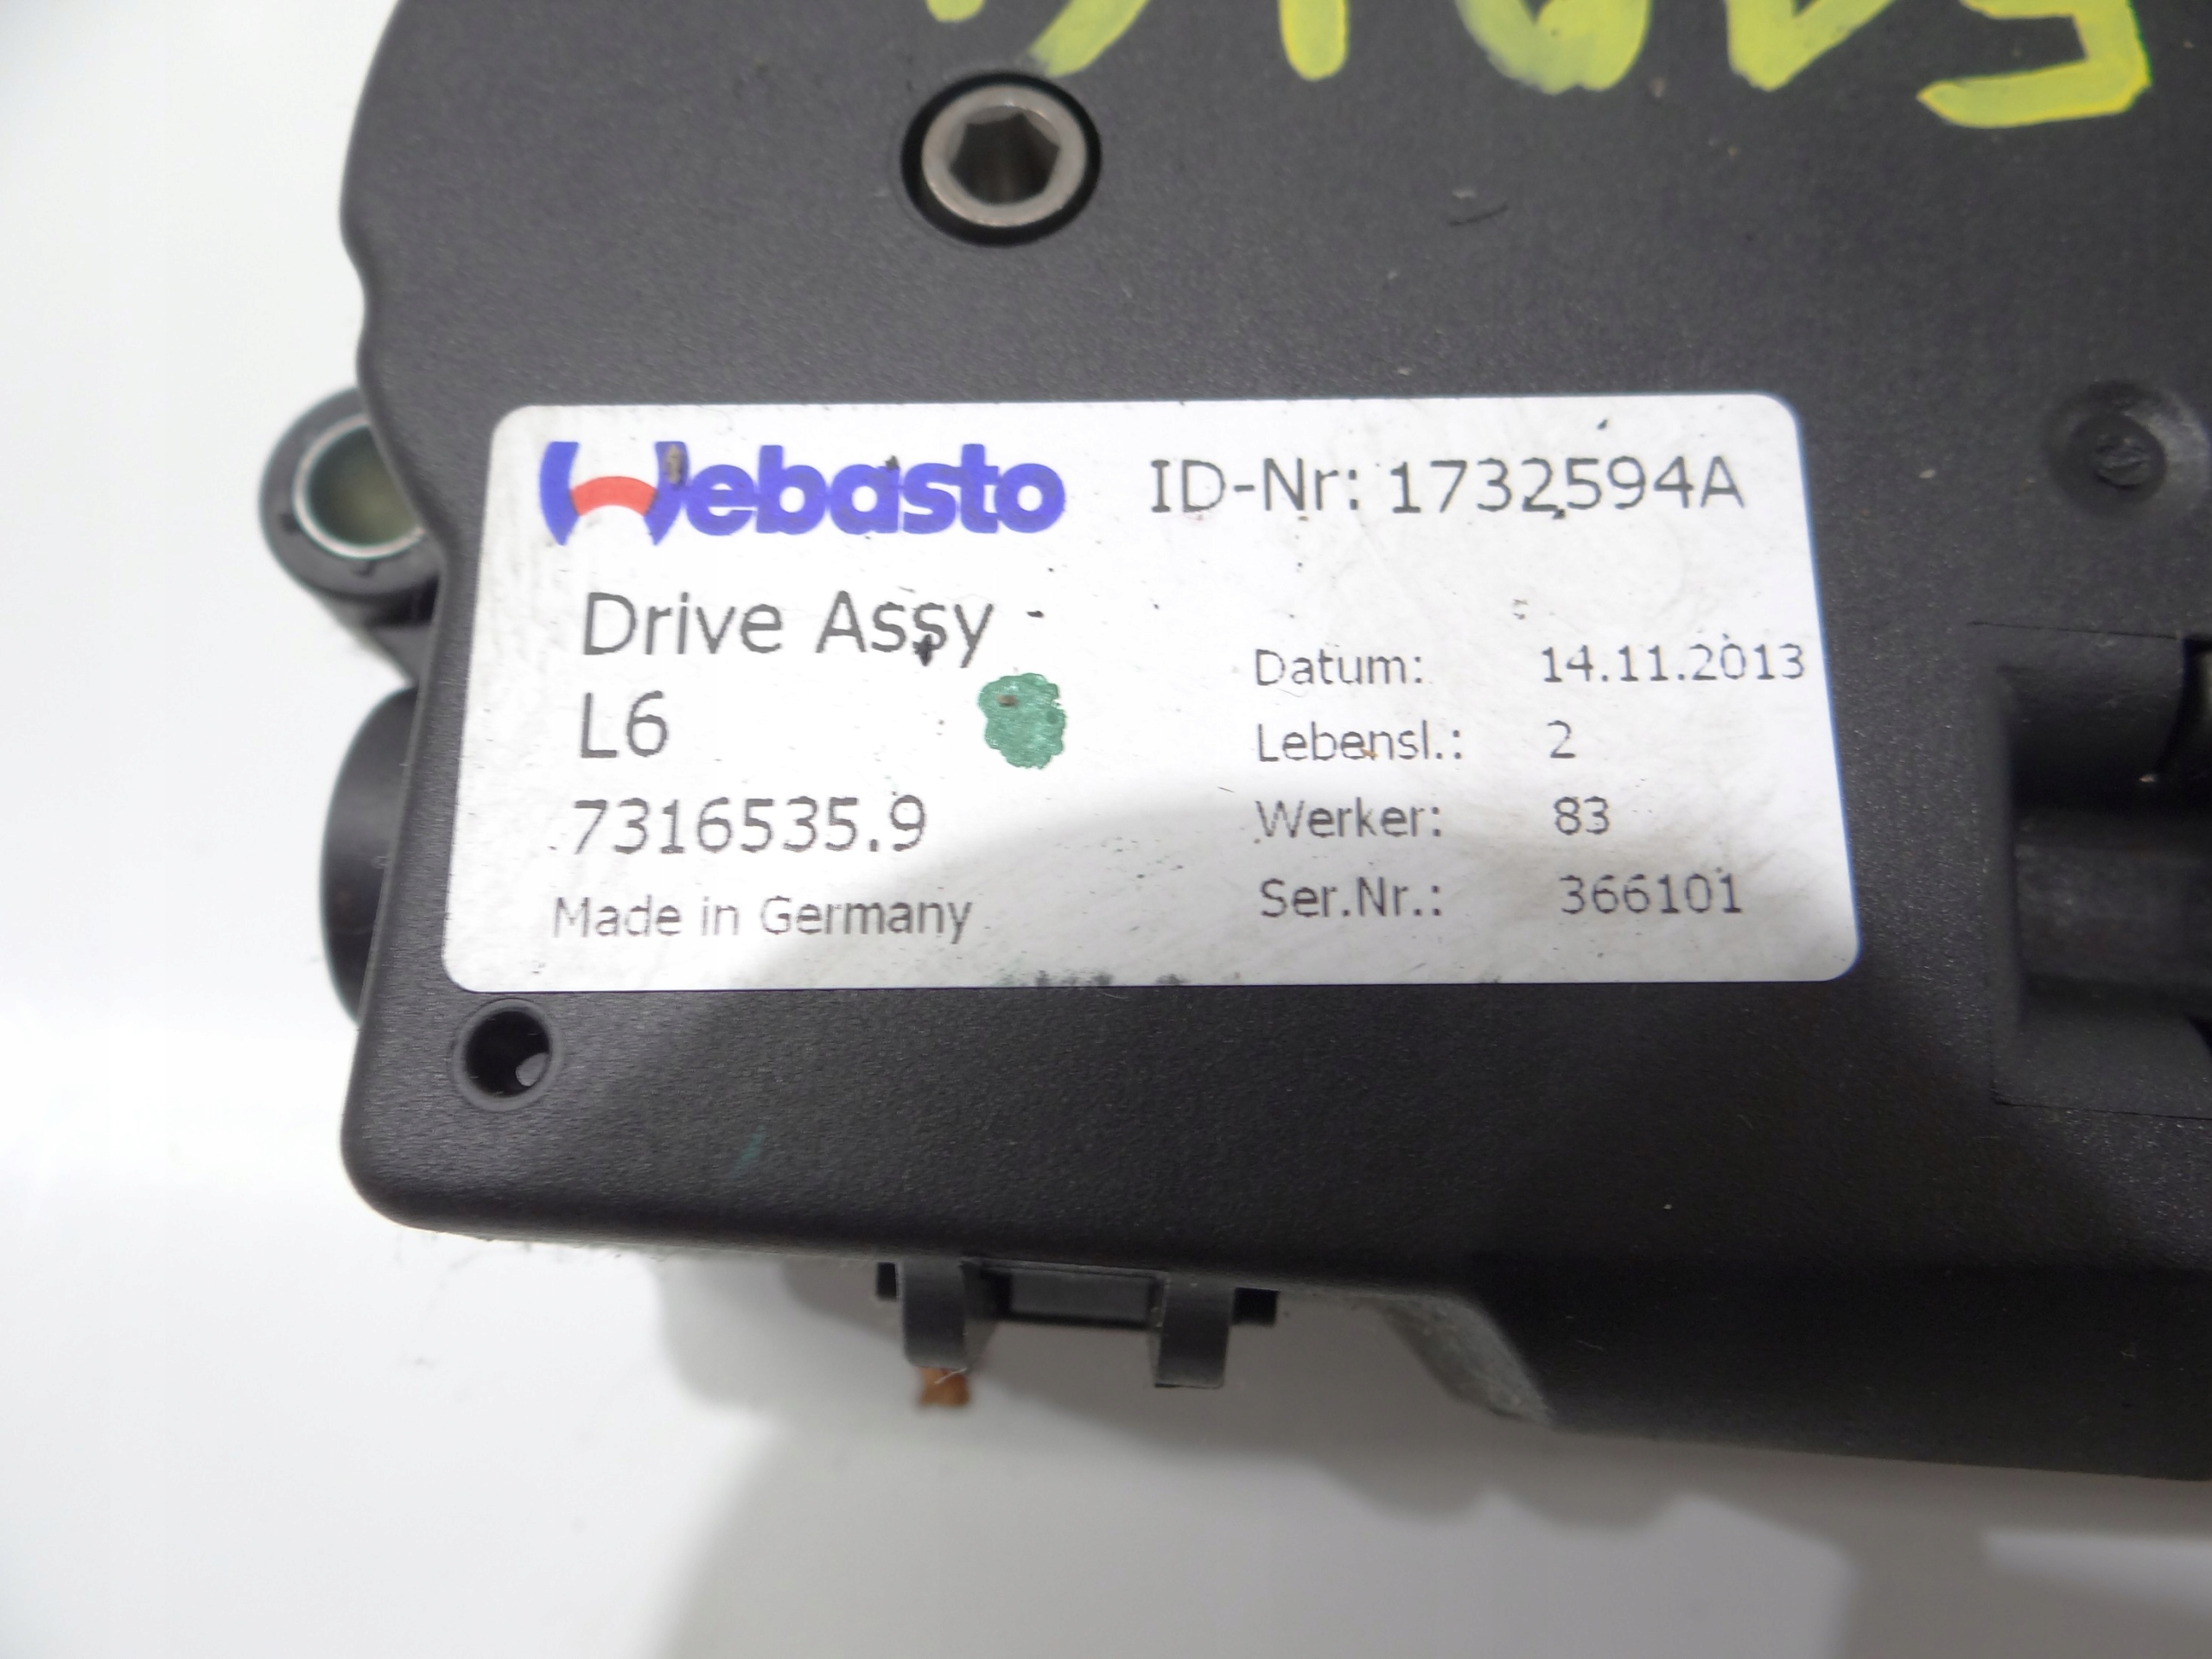 Webasto ID-Nr: 1732594A
Drive Assy
L6
7316535.9
Made in Germany
Datum: 14.11.2013
Lebensl.: 2
Werker: 83
Ser.Nr.: 366101